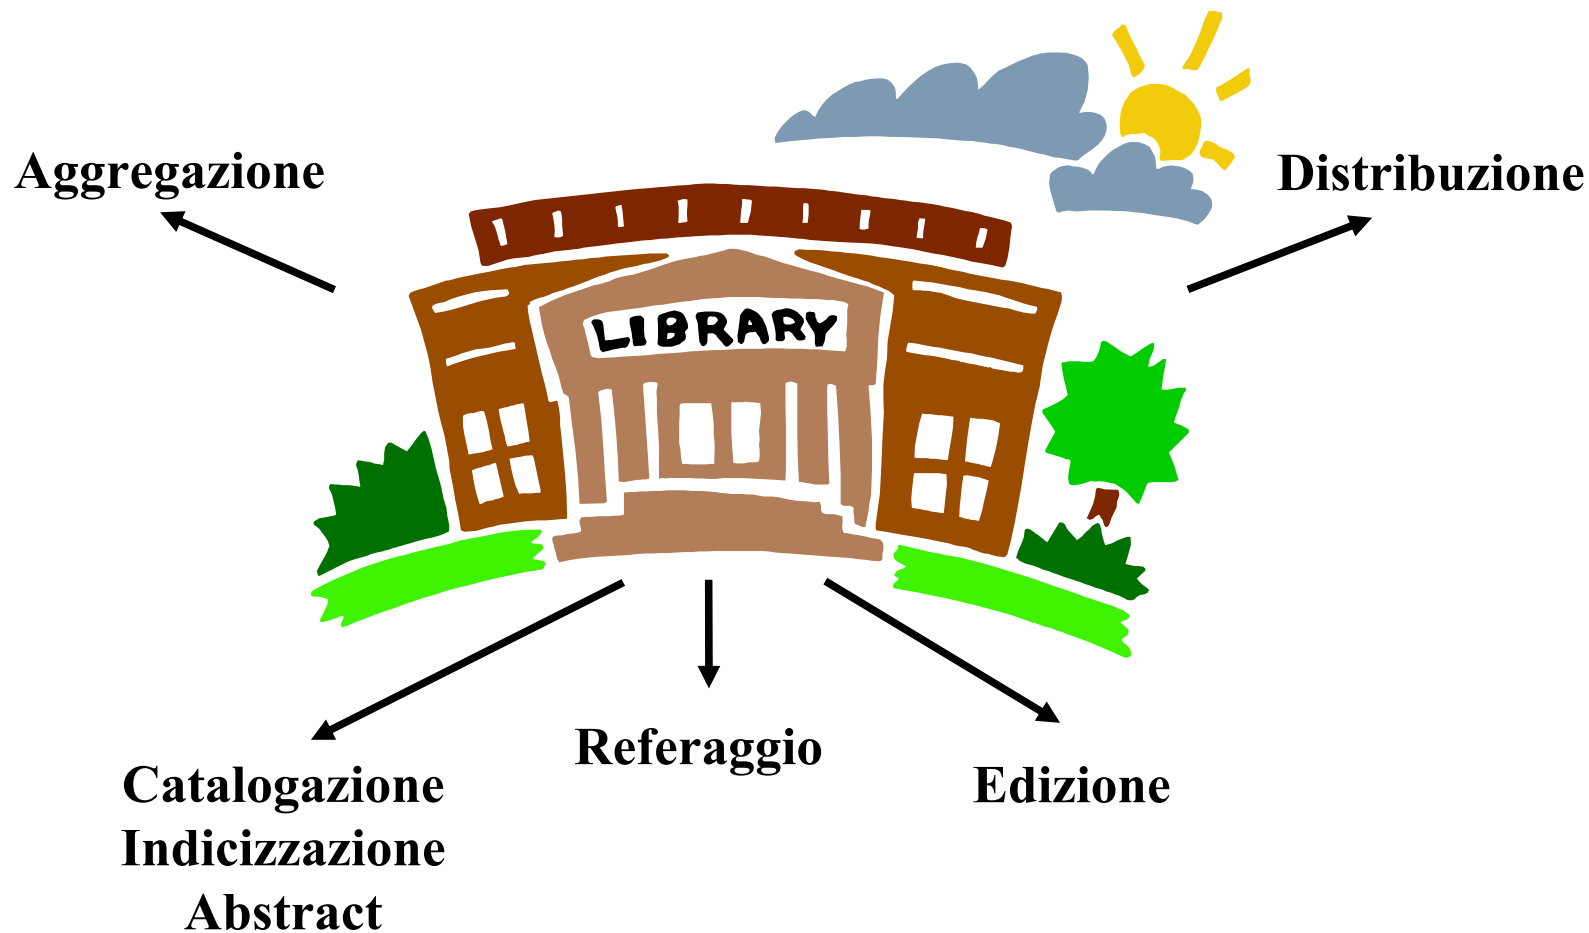 Aggregazione
Distribuzione
LIBRARY
Referaggio
Catalogazione
Indicizzazione
Abstract
Edizione